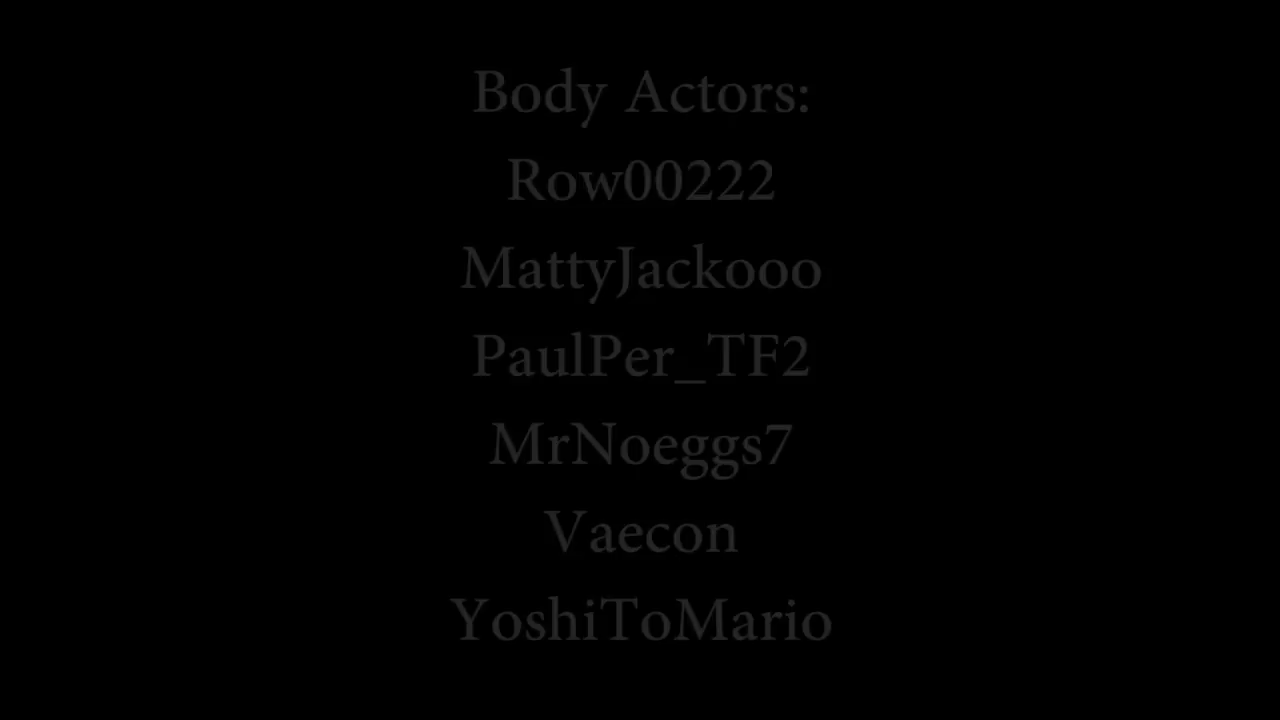 Body Actors:
Row00222
MattyJackooo
PaulPer_TF2
MrNoeggs7
Vaecon
YoshiToMario